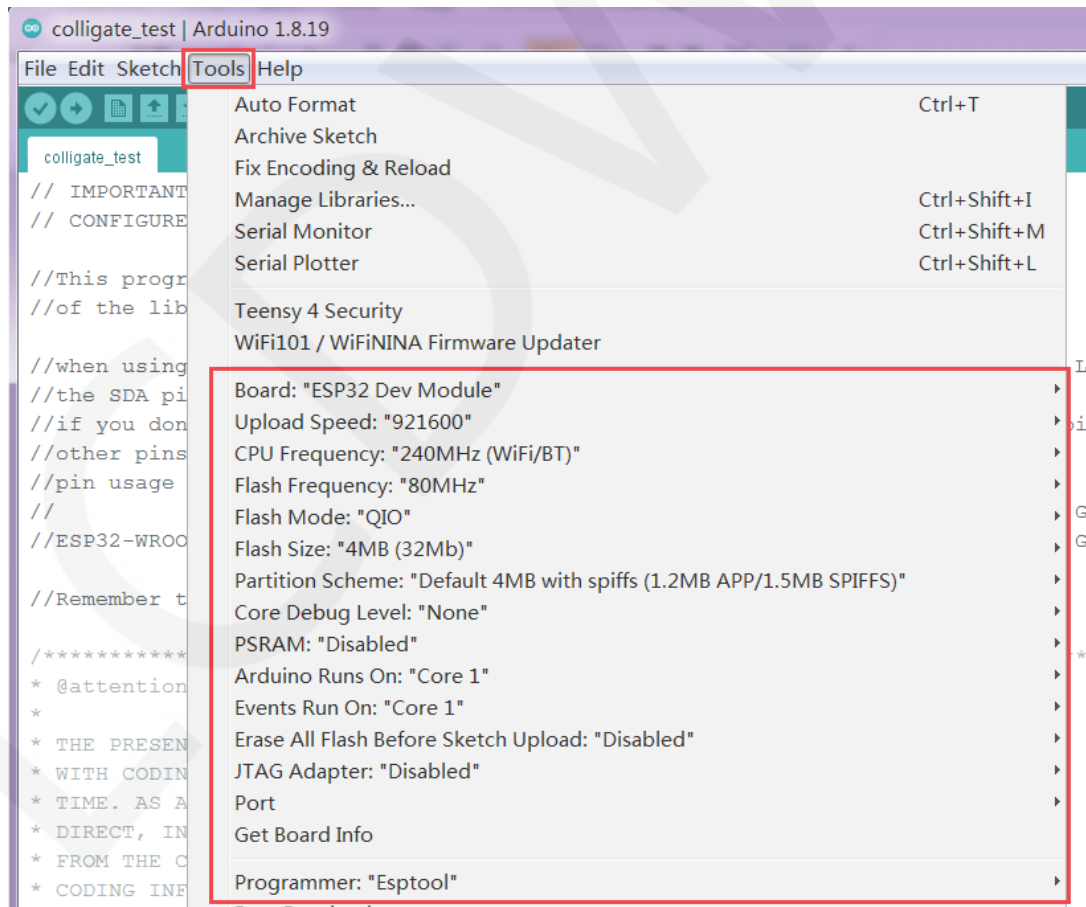 colligate_test | Arduino 1.8.19
File Edit Sketch Tools Help
colligate_test
Auto Format Ctrl+T
Archive Sketch
Fix Encoding & Reload
Manage Libraries... Ctrl+Shift+I
Serial Monitor Ctrl+Shift+M
Serial Plotter Ctrl+Shift+L
Teensy 4 Security
WiFi101 / WiFiNINA Firmware Updater
Board: "ESP32 Dev Module"
Upload Speed: "921600"
CPU Frequency: "240MHz (WiFi/BT)"
Flash Frequency: "80MHz"
Flash Mode: "QIO"
Flash Size: "4MB (32Mb)"
Partition Scheme: "Default 4MB with spiffs (1.2MB APP/1.5MB SPIFFS)"
Core Debug Level: "None"
PSRAM: "Disabled"
Arduino Runs On: "Core 1"
Events Run On: "Core 1"
Erase All Flash Before Sketch Upload: "Disabled"
JTAG Adapter: "Disabled"
Port
Get Board Info
Programmer: "Esptool"
// IMPORTANT
// CONFIGURE
//This progr
//of the lib
//when using
//the SDA pi
//if you don
//other pins
//pin usage
//
//ESP32-WROO
//Remember t
/***********
* @attention
*
* THE PRESEN
* WITH CODIN
* TIME. AS A
* DIRECT, IN
* FROM THE C
* CODING INF